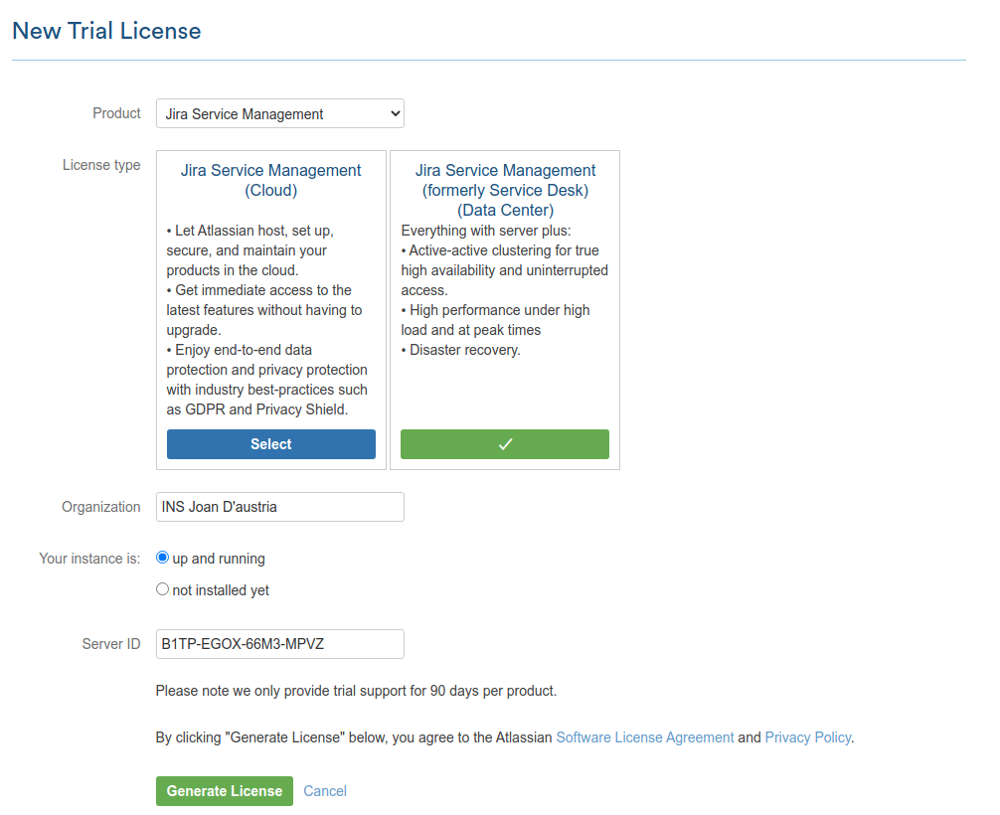 New Trial License
Product
Jira Service Management
License type
Jira Service Management
(Cloud)
• Let Atlassian host, set up,
secure, and maintain your
products in the cloud.
• Get immediate access to the
latest features without having to
upgrade.
• Enjoy end-to-end data
protection and privacy protection
with industry best-practices such
as GDPR and Privacy Shield.
Select
Jira Service Management
(formerly Service Desk)
(Data Center)
Everything with server plus:
• Active-active clustering for true
high availability and uninterrupted
access.
• High performance under high
load and at peak times
• Disaster recovery.
Organization
INS Joan D'austria
Your instance is:
up and running
not installed yet
Server ID
B1TP-EGOX-66M3-MPVZ
Please note we only provide trial support for 90 days per product.
By clicking "Generate License" below, you agree to the Atlassian Software License Agreement and Privacy Policy.
Generate License
Cancel